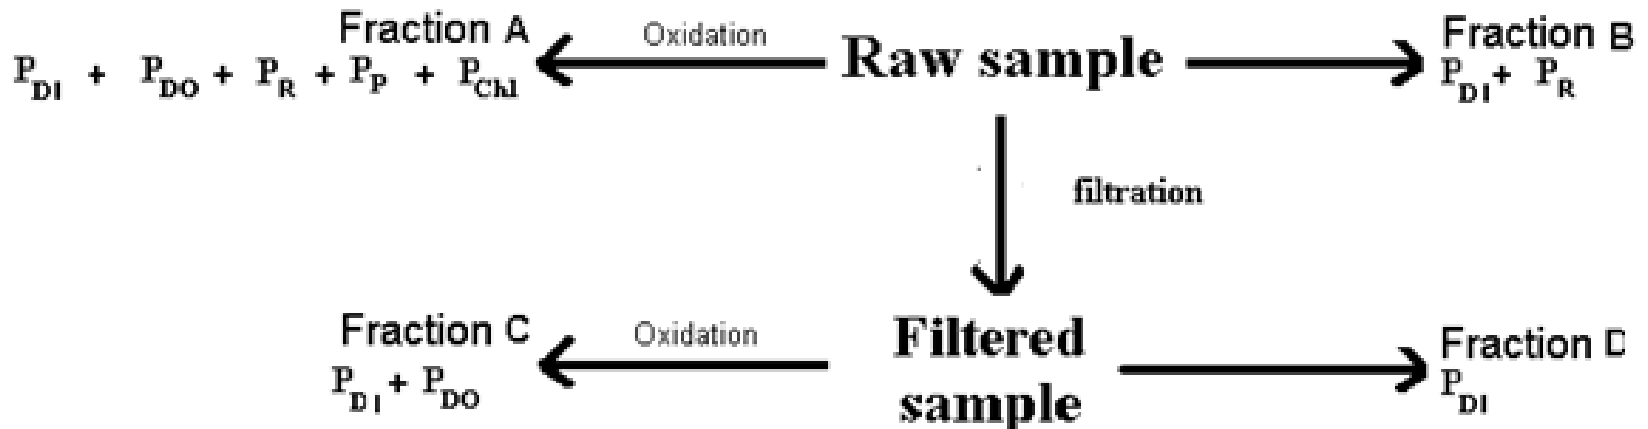 Fraction A
P_DI + P_DO + P_R + P_P + P_Chl
Oxidation
Raw sample
Fraction B
P_DI + P_R
filtration
Fraction C
P_DI + P_DO
Oxidation
Filtered
sample
Fraction D
P_DI